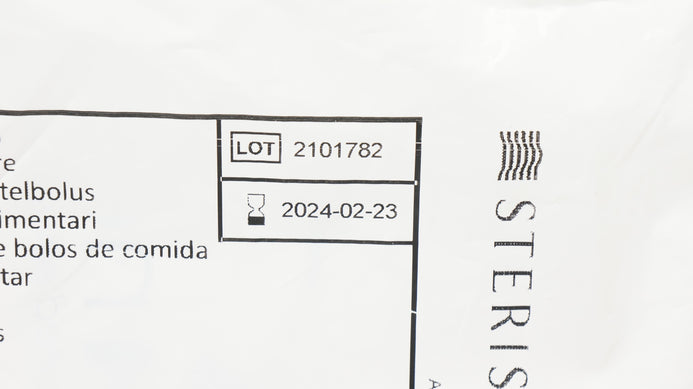 LOT 2101782
2024-02-23
re
telbolus
imentari
e bolos de comida
tar
s
STERIS